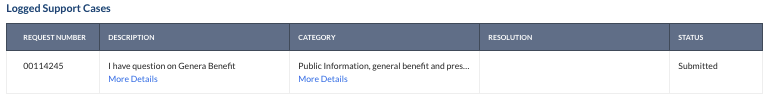 Logged Support Cases
REQUEST NUMBER DESCRIPTION CATEGORY RESOLUTION STATUS
00114245 I have question on Genera Benefit Public Information, general benefit and pres... Submitted
More Details More Details